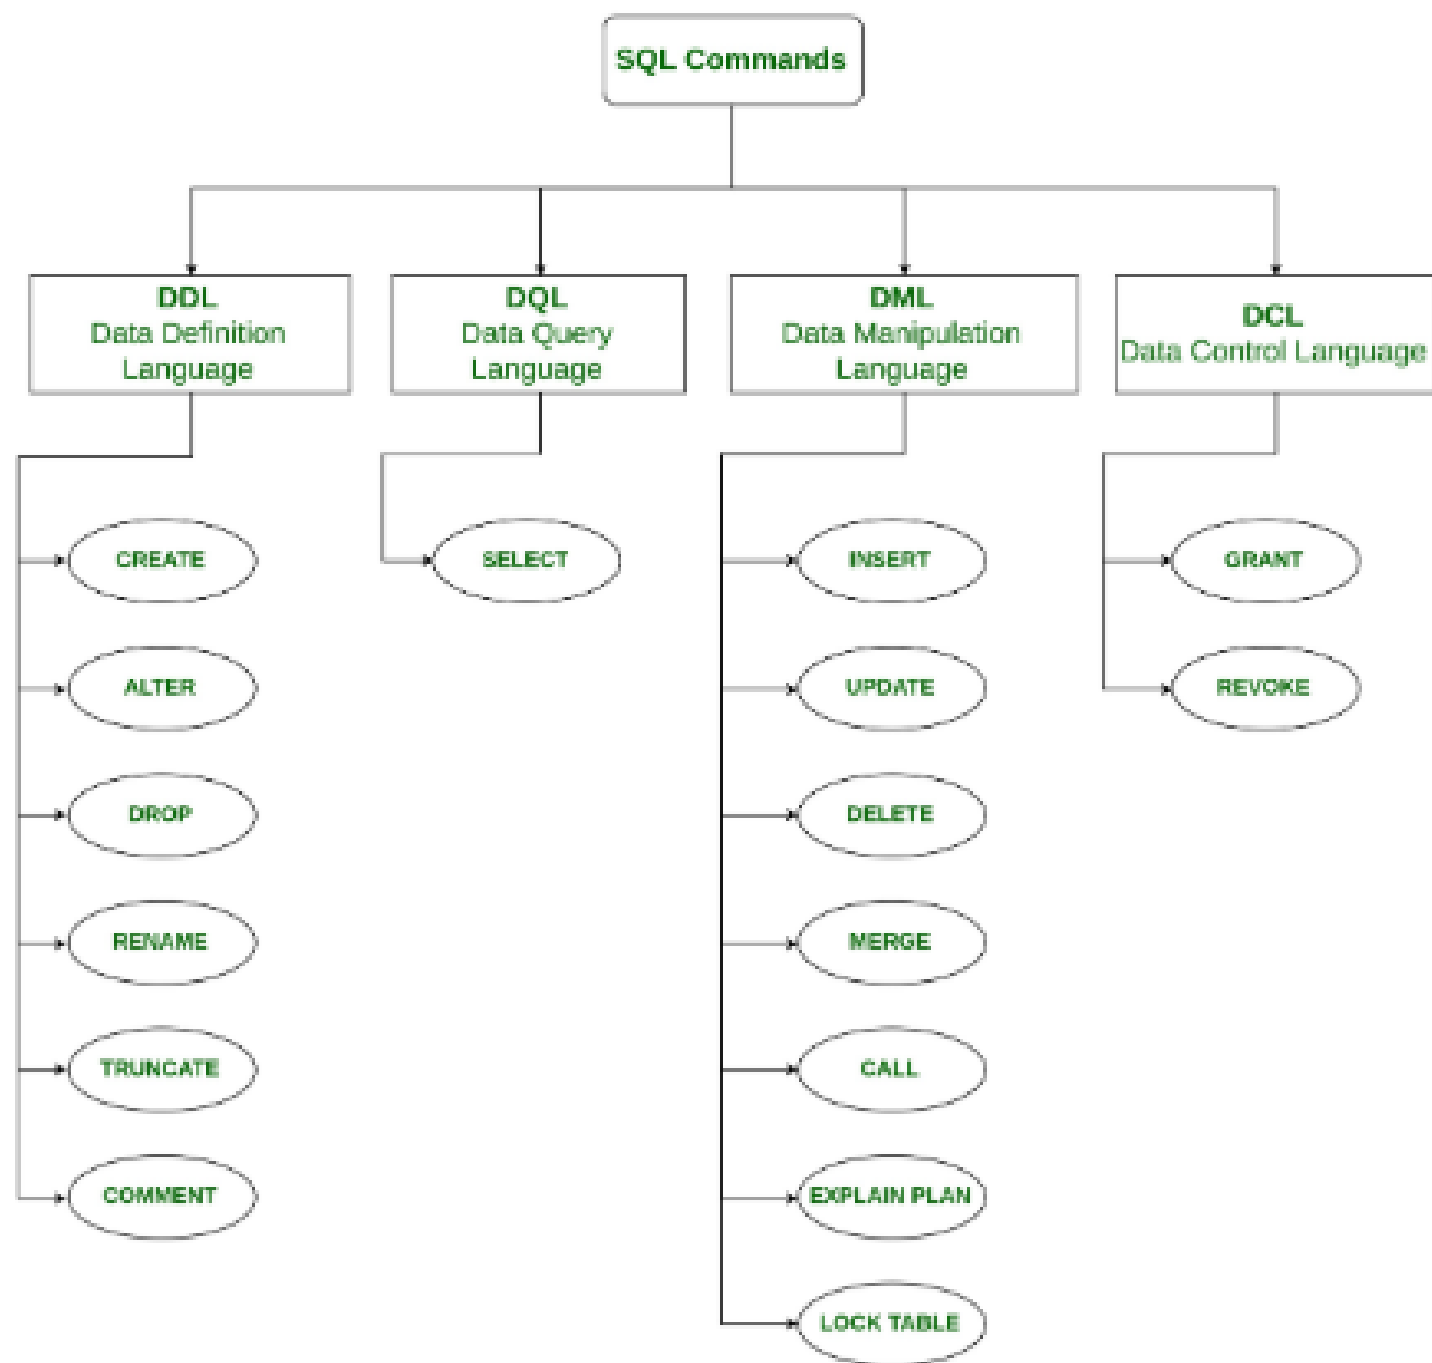 SQL Commands
DDL
Data Definition
Language
DQL
Data Query
Language
DML
Data Manipulation
Language
DCL
Data Control Language
CREATE
ALTER
DROP
RENAME
TRUNCATE
COMMENT
SELECT
INSERT
UPDATE
DELETE
MERGE
CALL
EXPLAIN PLAN
LOCK TABLE
GRANT
REVOKE